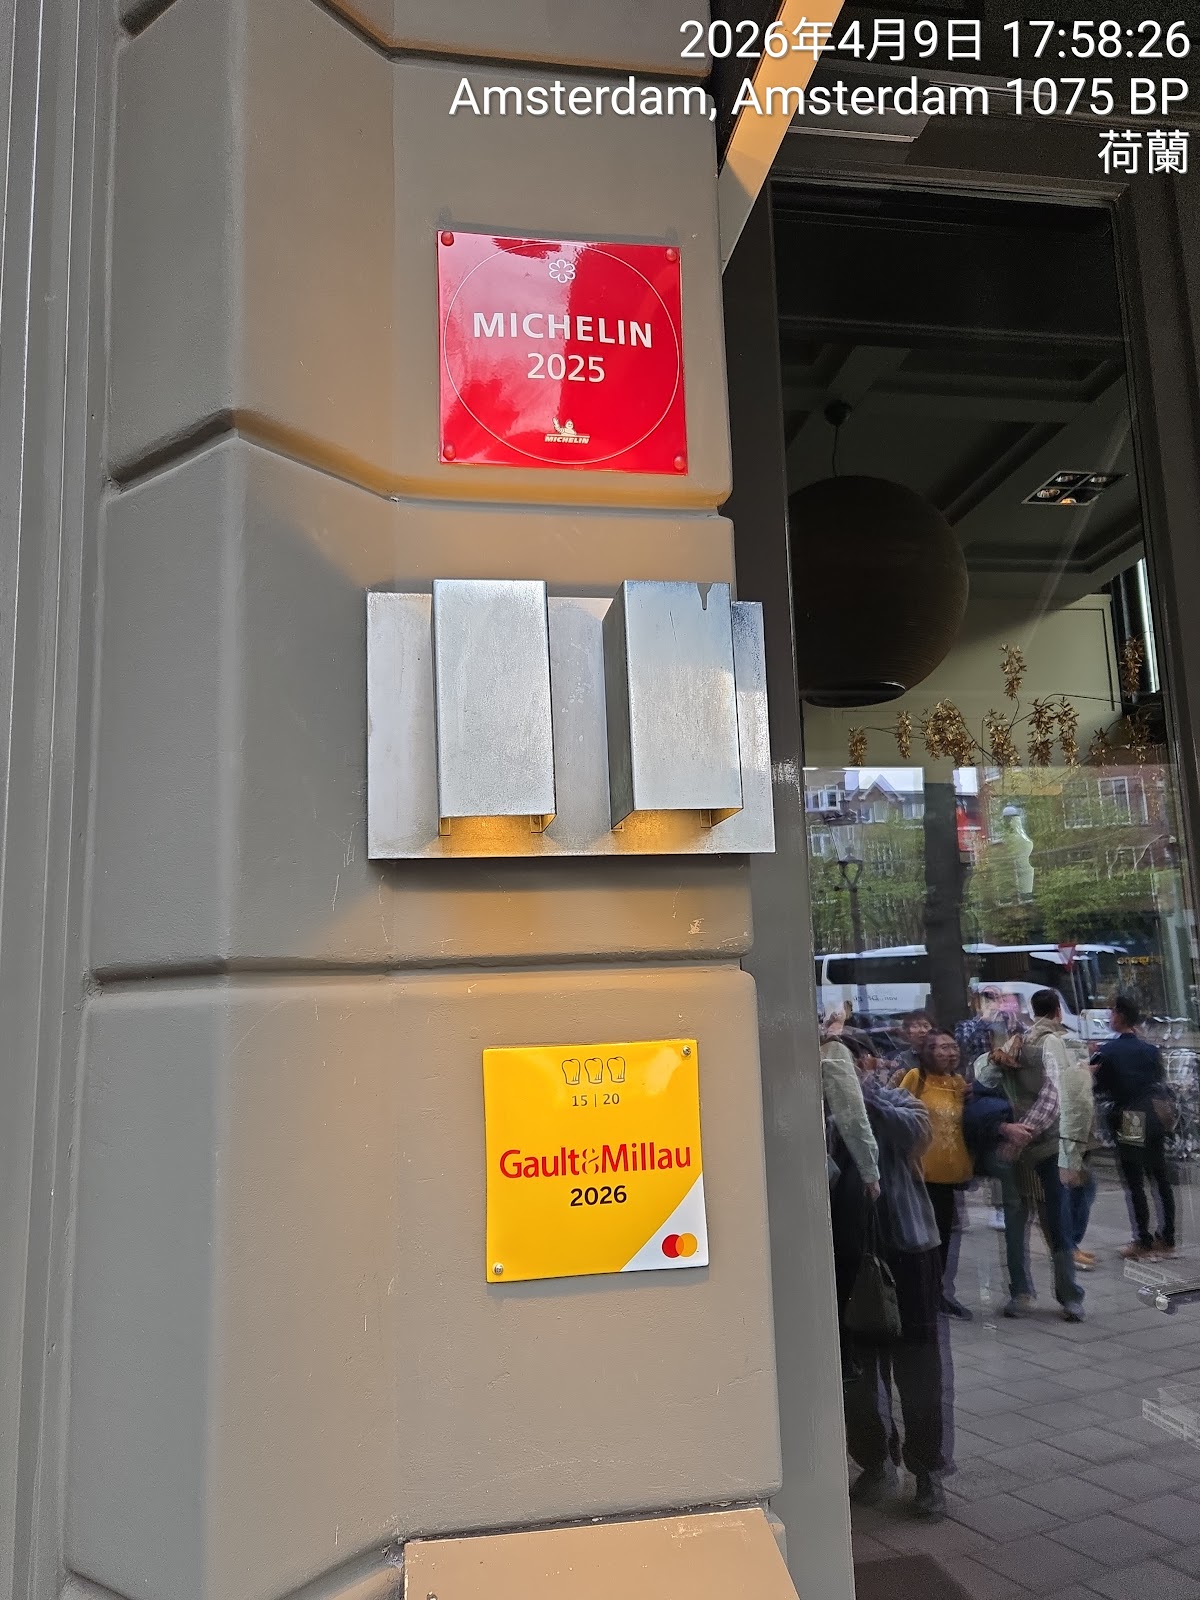 2026年4月9日 17:58:26
Amsterdam, Amsterdam 1075 BP
荷蘭
MICHELIN
2025
MICHELIN
15 | 20
Gault&Millau
2026